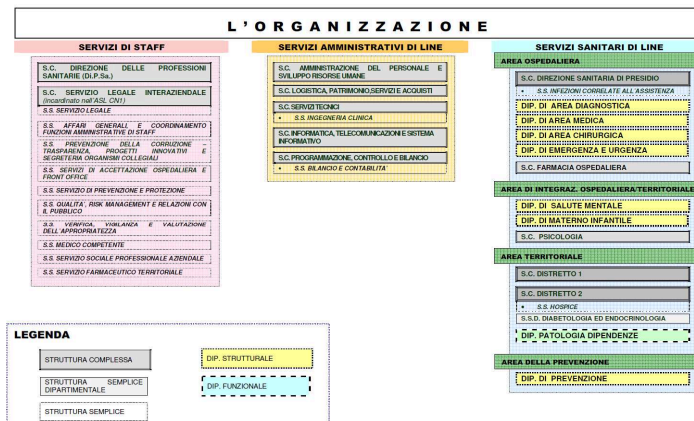 L'ORGANIZZAZIONE
SERVIZI DI STAFF
S.C. DIREZIONE DELLE PROFESSIONI
SANITARIE (Di.P.Sa.)
S.C. SERVIZIO LEGALE INTERAZIENDALE
(incardinato nell'ASL CN1)
S.S. SERVIZIO LEGALE
S.S. AFFARI GENERALI E COORDINAMENTO
FUNZIONI AMMINISTRATIVE DI STAFF
S.S. PREVENZIONE DELLA CORRUZIONE –
TRASPARENZA, PROGETTI INNOVATIVI E
SEGRETERIA ORGANISMI COLLEGIALI
S.S. SERVIZI DI ACCETTAZIONE OSPEDALIERA E
FRONT OFFICE
S.S. SERVIZIO DI PREVENZIONE E PROTEZIONE
S.S. QUALITA', RISK MANAGEMENT E RELAZIONI CON
IL PUBBLICO
S.S. VERIFICA, VIGILANZA E VALUTAZIONE
DELL'APPROPRIATEZZA
S.S. MEDICO COMPETENTE
S.S. SERVIZIO SOCIALE PROFESSIONALE AZIENDALE
S.S. SERVIZIO FARMACEUTICO TERRITORIALE
SERVIZI AMMINISTRATIVI DI LINE
S.C. AMMINISTRAZIONE DEL PERSONALE E
SVILUPPO RISORSE UMANE
S.C. LOGISTICA, PATRIMONIO,SERVIZI E ACQUISTI
S.C. SERVIZI TECNICI
• S.S. INGEGNERIA CLINICA
S.C. INFORMATICA, TELECOMUNICAZIONI E SISTEMA
INFORMATIVO
S.C. PROGRAMMAZIONE, CONTROLLO E BILANCIO
• S.S. BILANCIO E CONTABILITA'
SERVIZI SANITARI DI LINE
AREA OSPEDALIERA
S.C. DIREZIONE SANITARIA DI PRESIDIO
• S.S. INFEZIONI CORRELATE ALL'ASSISTENZA
DIP. DI AREA DIAGNOSTICA
DIP. DI AREA MEDICA
DIP. DI AREA CHIRURGICA
DIP. DI EMERGENZA E URGENZA
S.C. FARMACIA OSPEDALIERA
AREA DI INTEGRAZ. OSPEDALIERA/TERRITORIALE
DIP. DI SALUTE MENTALE
DIP. DI MATERNO INFANTILE
S.C. PSICOLOGIA
AREA TERRITORIALE
S.C. DISTRETTO 1
S.C. DISTRETTO 2
• S.S. HOSPICE
S.S.D. DIABETOLOGIA ED ENDOCRINOLOGIA
DIP. PATOLOGIA DIPENDENZE
AREA DELLA PREVENZIONE
DIP. DI PREVENZIONE
LEGENDA
STRUTTURA COMPLESSA
STRUTTURA SEMPLICE
DIPARTIMENTALE
STRUTTURA SEMPLICE
DIP. STRUTTURALE
DIP. FUNZIONALE